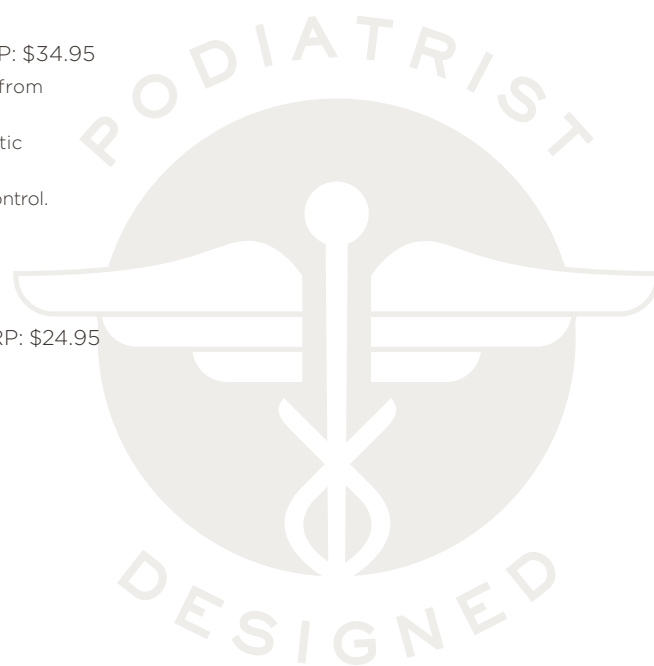 P: $34.95
from
tic
ontrol.
RP: $24.95
PODIATRIST
DESIGNED